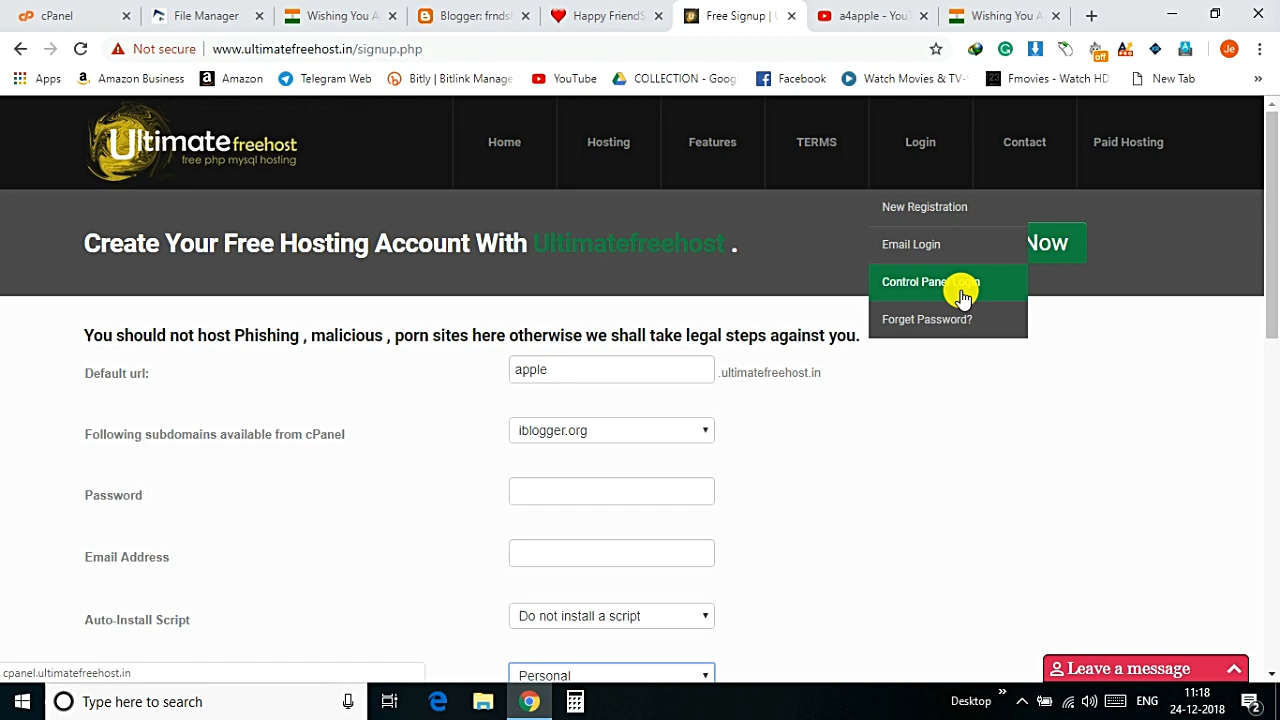 cPanel
File Manager
Wishing You A
Blogger: frnds
Happy FriendS
Free Signup |
a4apple - You
Wishing You A
Not secure
www.ultimatefreehost.in/signup.php
Je
off
Apps
Amazon Business
Amazon
Telegram Web
Bitly | Bitlink Manage
YouTube
COLLECTION - Goog
Facebook
Watch Movies & TV-
Fmovies - Watch HD
New Tab
Ultimate freehost
free php mysql hosting
Home
Hosting
Features
TERMS
Login
Contact
Paid Hosting
New Registration
Email Login
Control Panel Login
Forget Password?
Create Your Free Hosting Account With Ultimatefreehost .
Now
You should not host Phishing , malicious , porn sites here otherwise we shall take legal steps against you.
Default url:
apple
.ultimatefreehost.in
Following subdomains available from cPanel
iblogger.org
Password
Email Address
Auto-Install Script
Do not install a script
Personal
cpanel.ultimatefreehost.in
Leave a message
Type here to search
Desktop
ENG
11:18
24-12-2018
2